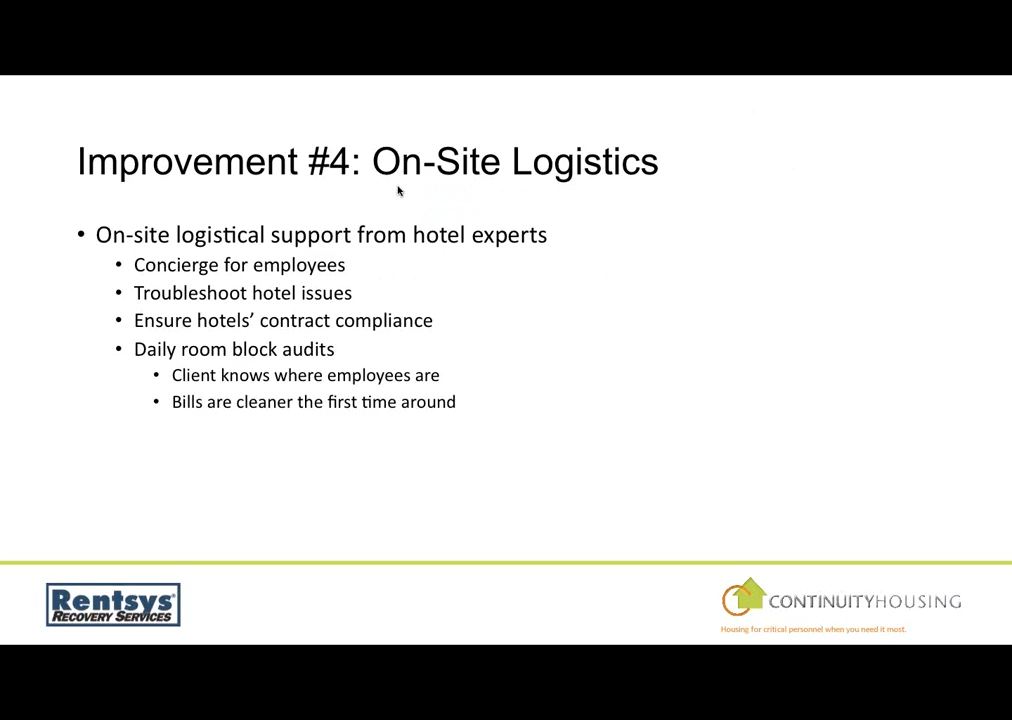 Improvement #4: On-Site Logistics
• On-site logistical support from hotel experts
• Concierge for employees
• Troubleshoot hotel issues
• Ensure hotels’ contract compliance
• Daily room block audits
• Client knows where employees are
• Bills are cleaner the first time around
Rentsys®
RECOVERY SERVICES
CONTINUITYHOUSING
Housing for critical personnel when you need it most.